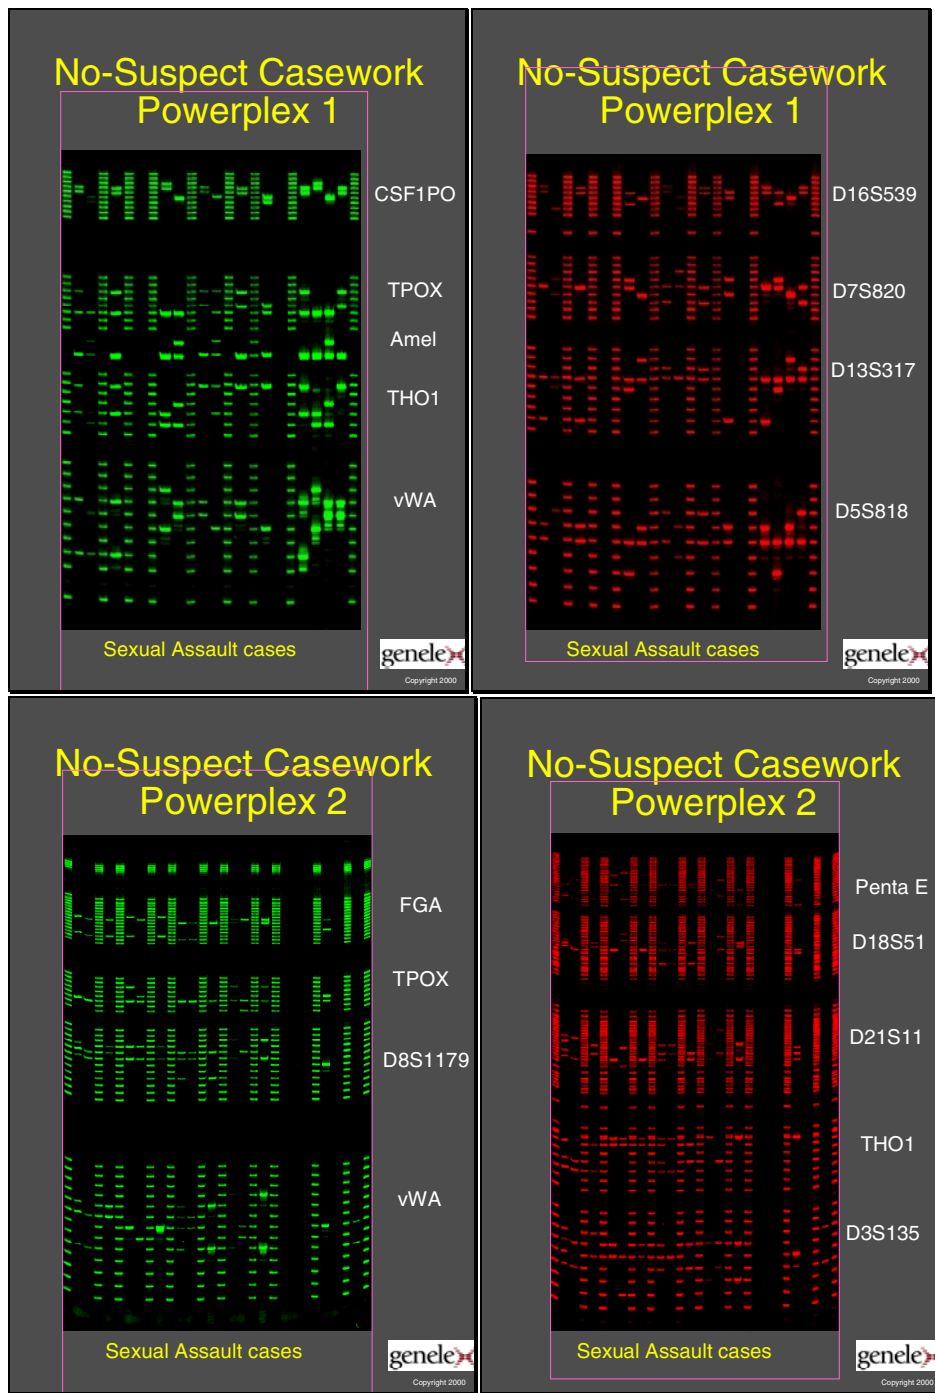 No-Suspect Casework
Powerplex 1
CSF1PO
TPOX
Amel
THO1
vWA
Sexual Assault cases
genelex
Copyright 2000
No-Suspect Casework
Powerplex 1
D16S539
D7S820
D13S317
D5S818
Sexual Assault cases
genelex
Copyright 2000
No-Suspect Casework
Powerplex 2
FGA
TPOX
D8S1179
vWA
Sexual Assault cases
genelex
Copyright 2000
No-Suspect Casework
Powerplex 2
Penta E
D18S51
D21S11
THO1
D3S135
Sexual Assault cases
genelex
Copyright 2000